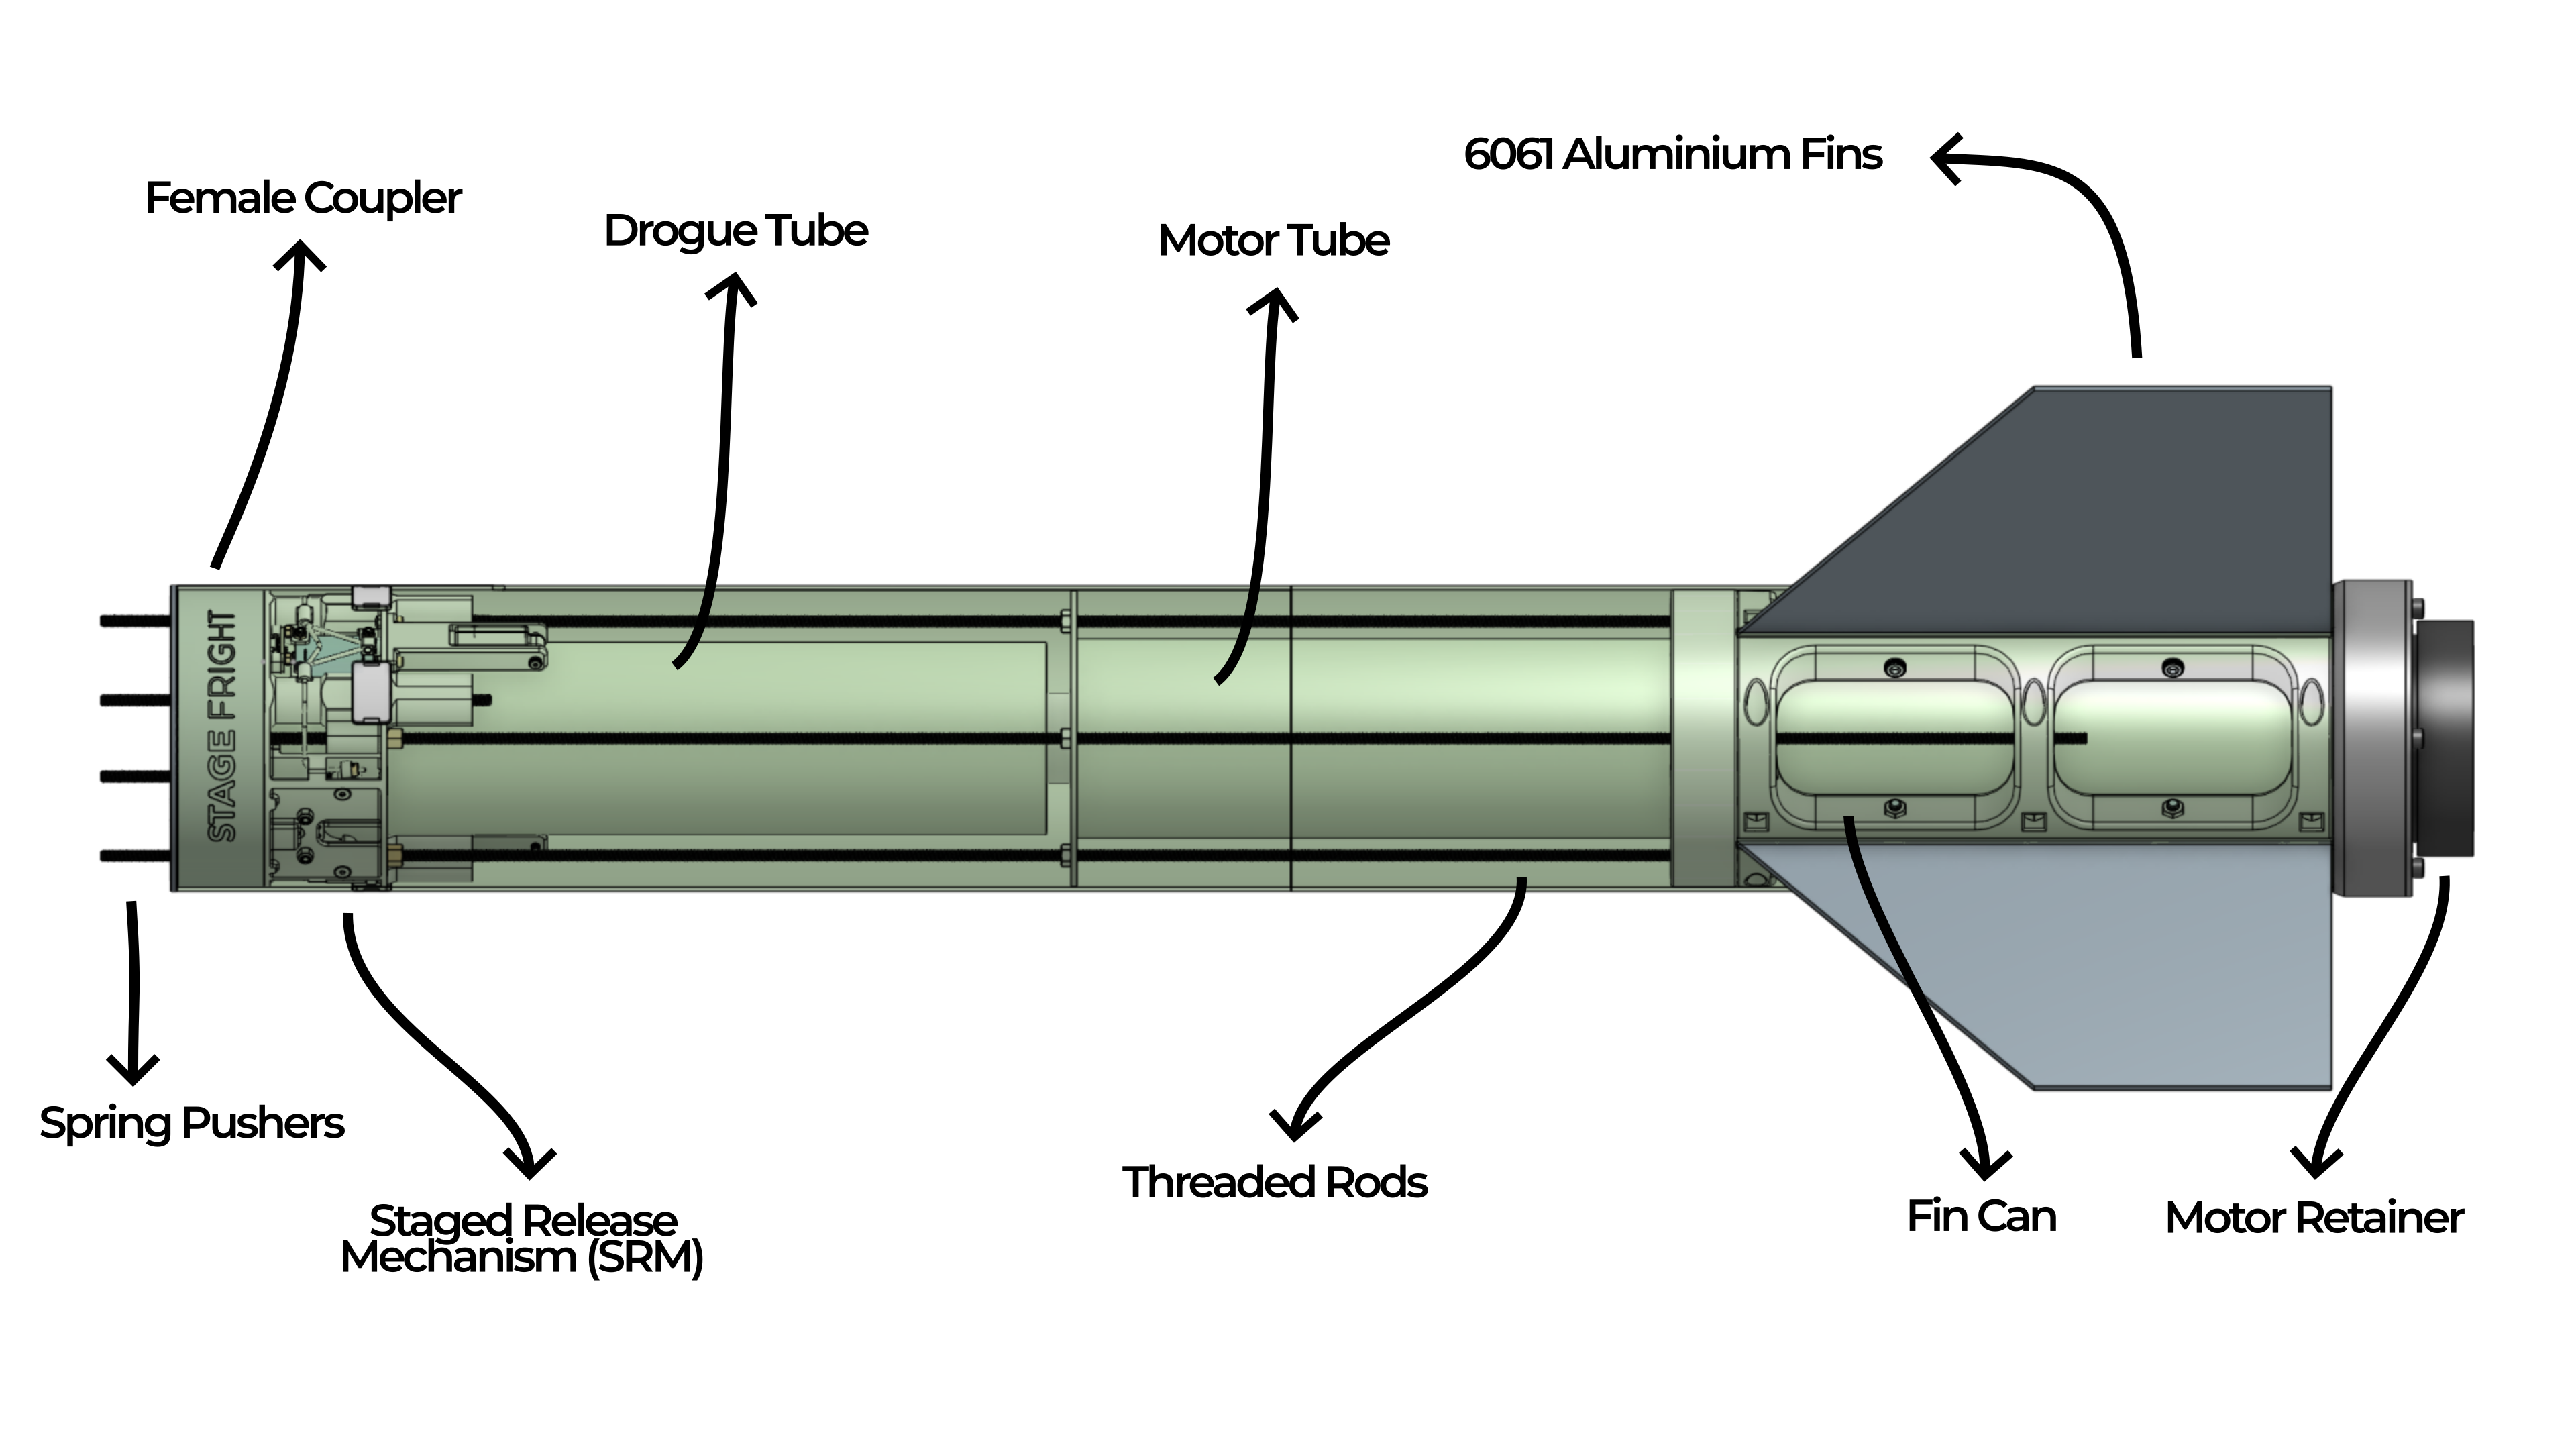 6061 Aluminium Fins
Female Coupler
Drogue Tube
Motor Tube
STAGE FRIGHT
Spring Pushers
Staged Release
Mechanism (SRM)
Threaded Rods
Fin Can
Motor Retainer